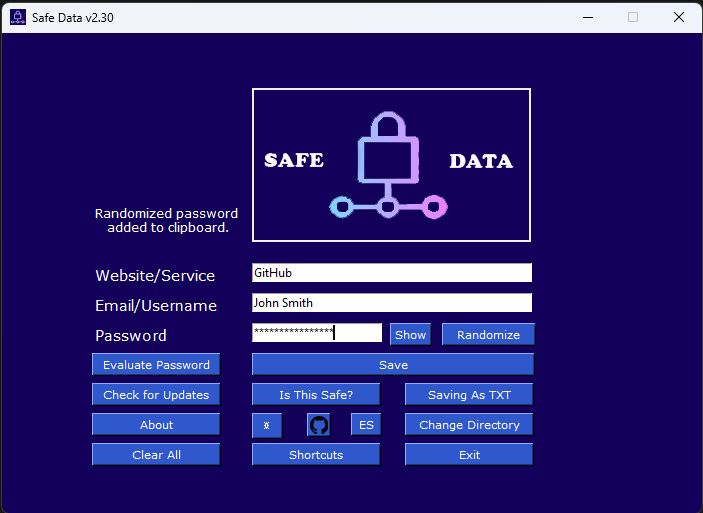 Safe Data v2.30
SAFE DATA
Randomized password
added to clipboard.
Website/Service GitHub
Email/Username John Smith
Password **************** Show Randomize
Evaluate Password Save
Check for Updates Is This Safe? Saving As TXT
About ¤ ES Change Directory
Clear All Shortcuts Exit